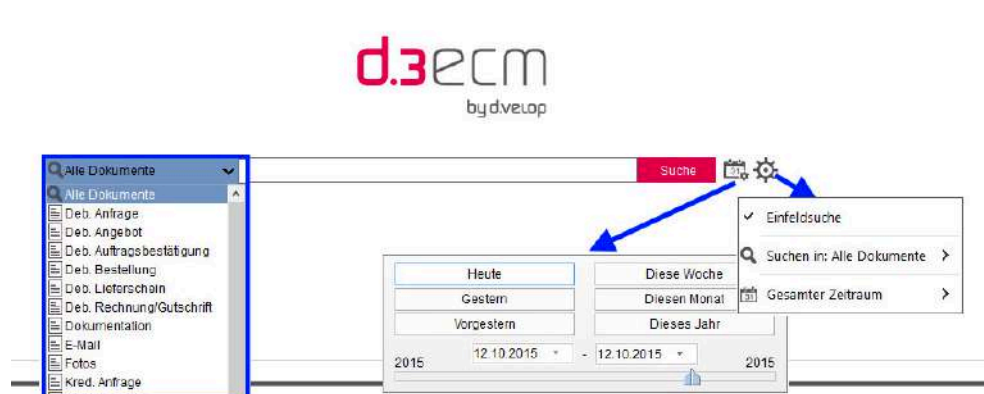 d.3ecm
by d.velop
Alle Dokumente
Suche
Alle Dokumente
Deb. Anfrage
Deb. Angebot
Deb. Auftragsbestätigung
Deb. Bestellung
Deb. Lieferschein
Deb. Rechnung/Gutschrift
Dokumentation
E-Mail
Fotos
Kred. Anfrage
31
Einfeldsuche
Suchen in: Alle Dokumente
31
Gesamter Zeitraum
Heute
Diese Woche
Gestern
Diesen Monat
Vorgestern
Dieses Jahr
2015
12.10.2015 - 12.10.2015
2015